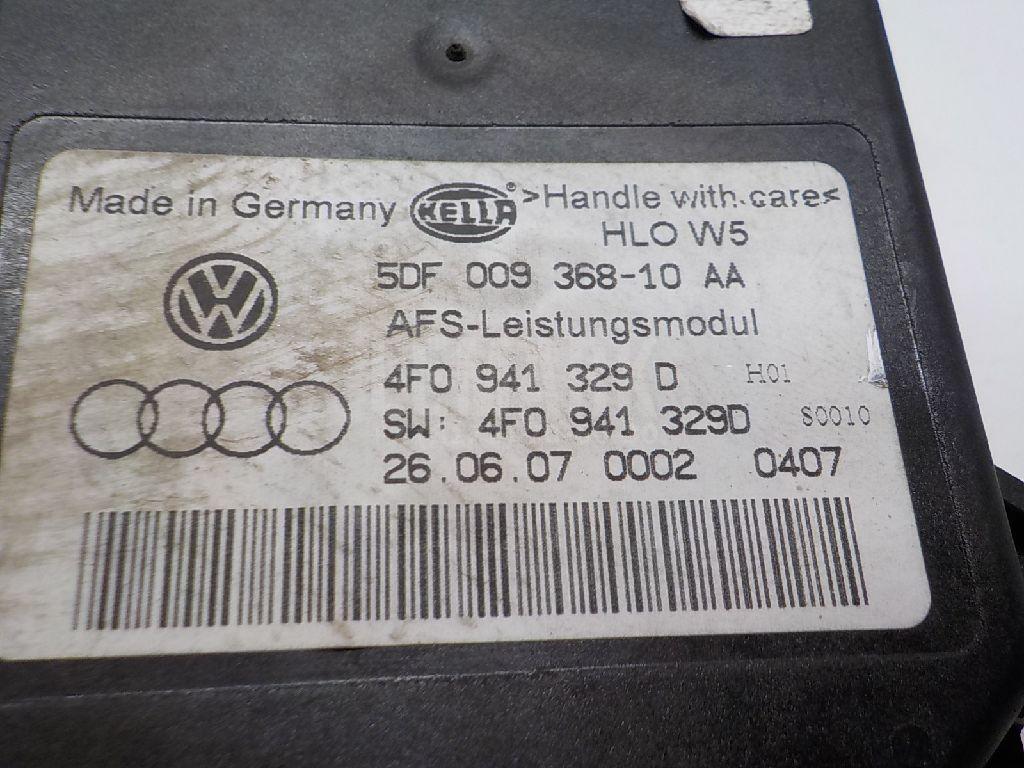 Made in Germany HELLA® >Handle with care<
HLO W5
5DF 009 368-10 AA
AFS-Leistungsmodul
4F0 941 329 D H01
SW: 4F0 941 329D S0010
26.06.07 0002 0407